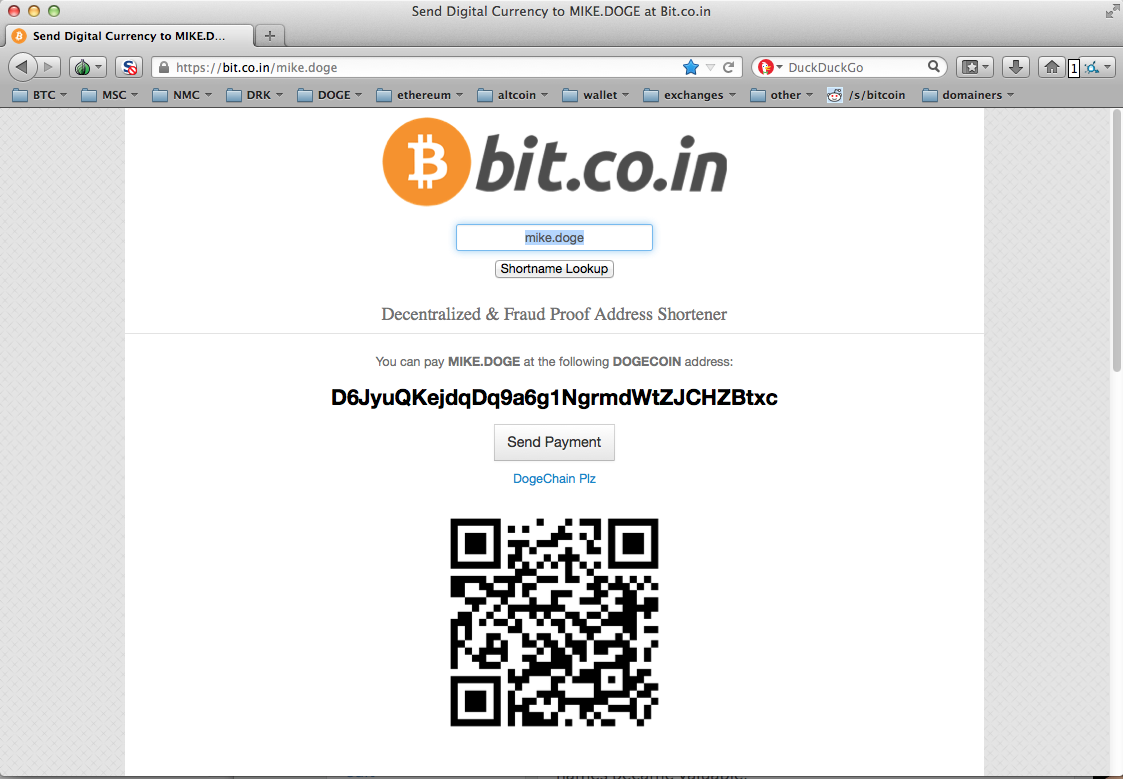 Send Digital Currency to MIKE.DOGE at Bit.co.in
Send Digital Currency to MIKE.D...
https://bit.co.in/mike.doge
DuckDuckGo
1
BTC MSC NMC DRK DOGE ethereum altcoin wallet exchanges other /s/bitcoin domainers
bit.co.in
mike.doge
Shortname Lookup
Decentralized & Fraud Proof Address Shortener
You can pay MIKE.DOGE at the following DOGECOIN address:
D6JyuQKejdqDq9a6g1NgrmdWtZJCHZBtxc
Send Payment
DogeChain Plz